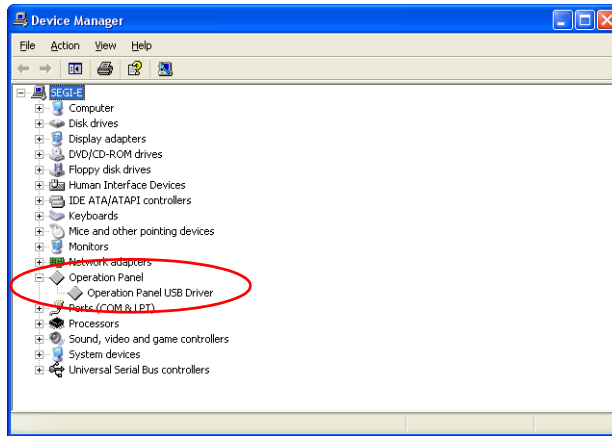 Device Manager
File Action View Help
SEGI-E
Computer
Disk drives
Display adapters
DVD/CD-ROM drives
Floppy disk drives
Human Interface Devices
IDE ATA/ATAPI controllers
Keyboards
Mice and other pointing devices
Monitors
Network adapters
Operation Panel
Operation Panel USB Driver
Ports (COM & LPT)
Processors
Sound, video and game controllers
System devices
Universal Serial Bus controllers